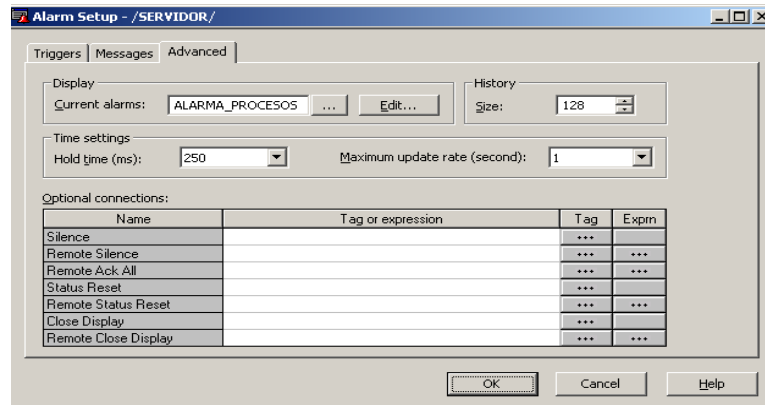 Alarm Setup - /SERVIDOR/
Triggers Messages Advanced
Display History
Current alarms: ALARMA_PROCESOS ... Edit... Size: 128
Time settings
Hold time (ms): 250 Maximum update rate (second): 1
Optional connections:
Name Tag or expression Tag Exprn
Silence ...
Remote Silence ... ...
Remote Ack All ... ...
Status Reset ...
Remote Status Reset ... ...
Close Display ...
Remote Close Display ... ...
OK Cancel Help